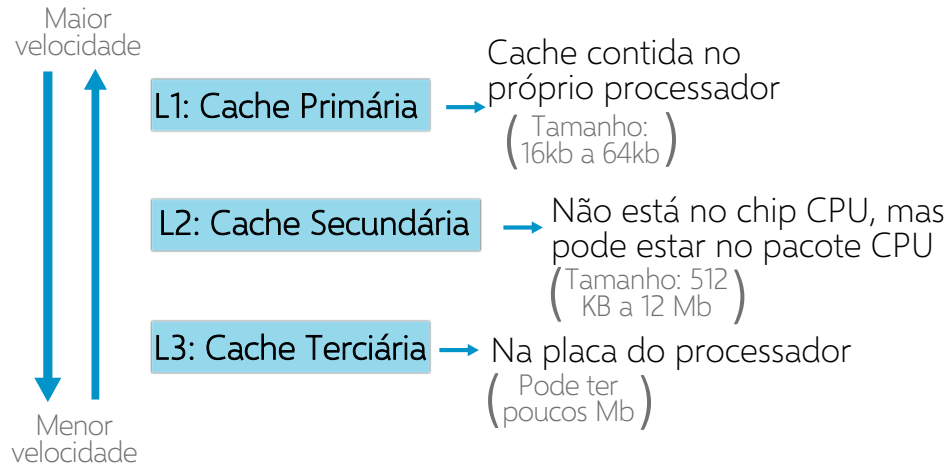 Maior
velocidade
L1: Cache Primária
Cache contida no
próprio processador
(Tamanho:
16kb a 64kb)
L2: Cache Secundária
Não está no chip CPU, mas
pode estar no pacote CPU
(Tamanho: 512
KB a 12 Mb)
L3: Cache Terciária
Na placa do processador
(Pode ter
poucos Mb)
Menor
velocidade